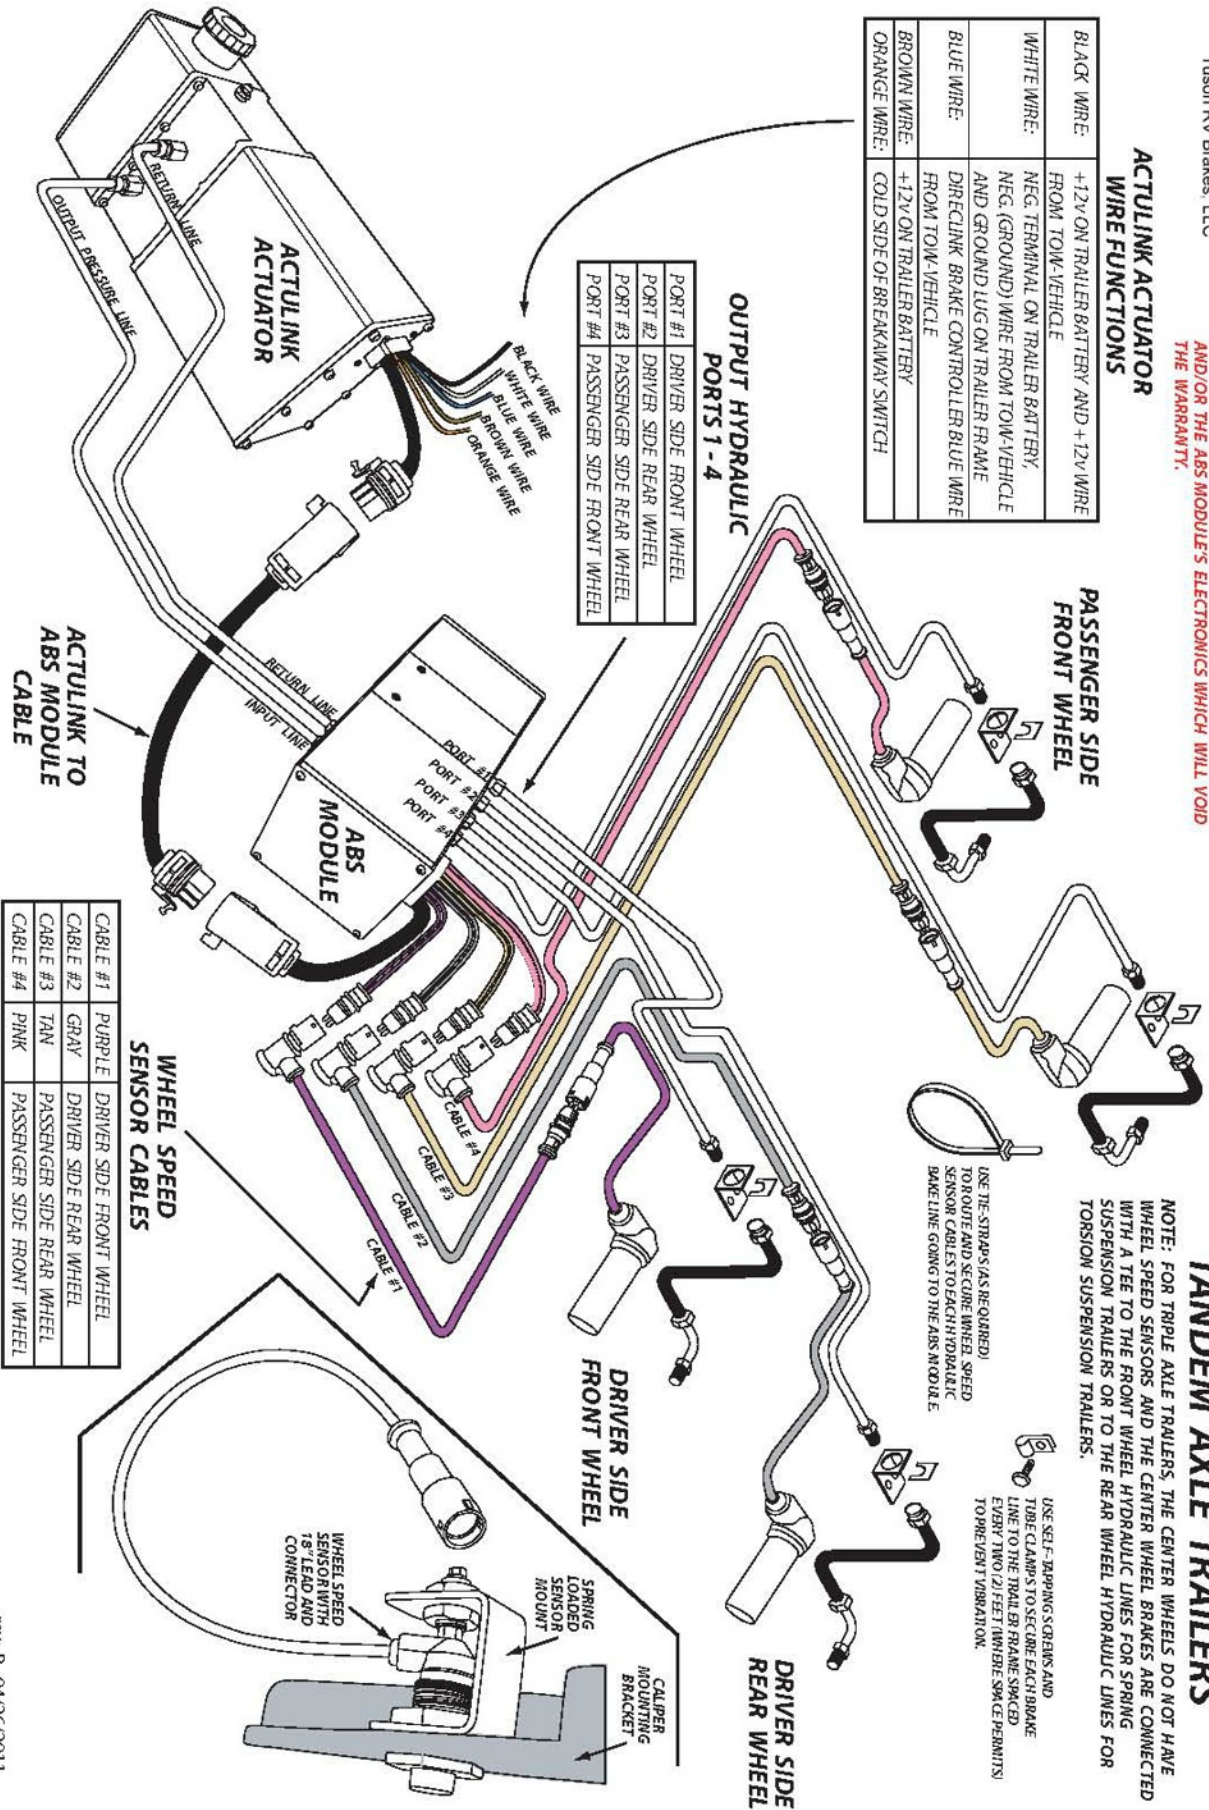 Tuson RV Brakes, LLC
AND/OR THE ABS MODULE'S ELECTRONICS WHICH WILL VOID
THE WARRANTY.
TANDEM AXLE TRAILERS
NOTE: FOR TRIPLE AXLE TRAILERS, THE CENTER WHEELS DO NOT HAVE
WHEEL SPEED SENSORS AND THE CENTER WHEEL BRAKES ARE CONNECTED
WITH A TEE TO THE FRONT WHEEL HYDRAULIC LINES FOR SPRING
SUSPENSION TRAILERS OR TO THE REAR WHEEL HYDRAULIC LINES FOR
TORSION SUSPENSION TRAILERS.
ACTULINK ACTUATOR
WIRE FUNCTIONS
BLACK WIRE: +12v ON TRAILER BATTERY AND +12v WIRE
FROM TOW-VEHICLE
WHITE WIRE: NEG. TERMINAL ON TRAILER BATTERY,
NEG. (GROUND) WIRE FROM TOW-VEHICLE
AND GROUND LUG ON TRAILER FRAME
BLUE WIRE: DIRECLINK BRAKE CONTROLLER BLUE WIRE
FROM TOW-VEHICLE
BROWN WIRE: +12v ON TRAILER BATTERY
ORANGE WIRE: COLD SIDE OF BREAKAWAY SWITCH
PASSENGER SIDE
FRONT WHEEL
USE TIE-STRAPS (AS REQUIRED)
TO ROUTE AND SECURE WHEEL SPEED
SENSOR CABLES TO EACH HYDRAULIC
BAKE LINE GOING TO THE ABS MODULE.
USE SELF-TAPPING SCREWS AND
TUBE CLAMPS TO SECURE EACH BRAKE
LINE TO THE TRAILER FRAME SPACED
EVERY TWO (2) FEET (WHERE SPACE PERMITS)
TO PREVENT VIBRATION.
OUTPUT HYDRAULIC
PORTS 1 - 4
PORT #1 DRIVER SIDE FRONT WHEEL
PORT #2 DRIVER SIDE REAR WHEEL
PORT #3 PASSENGER SIDE REAR WHEEL
PORT #4 PASSENGER SIDE FRONT WHEEL
DRIVER SIDE
REAR WHEEL
DRIVER SIDE
FRONT WHEEL
BLACK WIRE
WHITE WIRE
BLUE WIRE
BROWN WIRE
ORANGE WIRE
ACTULINK
ACTUATOR
RETURN LINE
OUTPUT PRESSURE LINE
RETURN LINE
INPUT LINE
PORT #1
PORT #2
PORT #3
PORT #4
ABS
MODULE
CABLE #4
CABLE #3
CABLE #2
CABLE #1
ACTULINK TO
ABS MODULE
CABLE
WHEEL SPEED
SENSOR CABLES
CABLE #1 PURPLE DRIVER SIDE FRONT WHEEL
CABLE #2 GRAY DRIVER SIDE REAR WHEEL
CABLE #3 TAN PASSENGER SIDE REAR WHEEL
CABLE #4 PINK PASSENGER SIDE FRONT WHEEL
CALIPER
MOUNTING
BRACKET
SPRING
LOADED
SENSOR
MOUNT
WHEEL SPEED
SENSOR WITH
18" LEAD AND
CONNECTOR